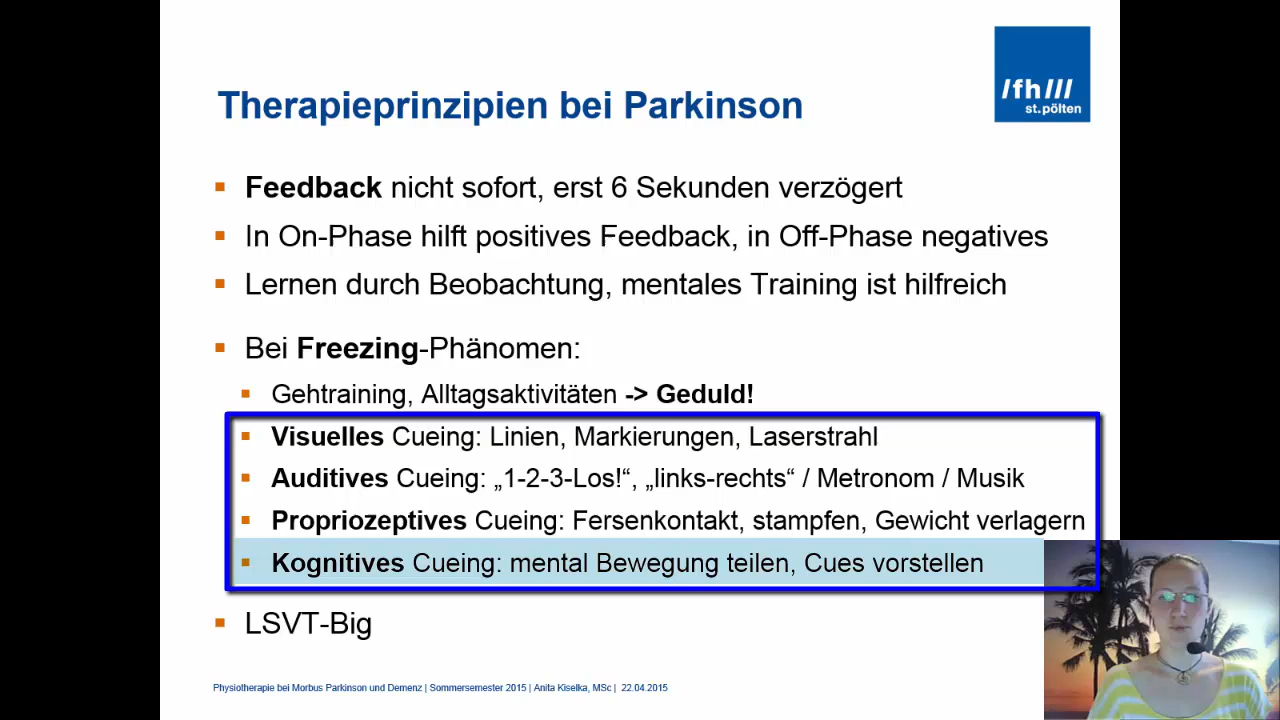 /fh///
st.pölten
Therapieprinzipien bei Parkinson
Feedback nicht sofort, erst 6 Sekunden verzögert
In On-Phase hilft positives Feedback, in Off-Phase negatives
Lernen durch Beobachtung, mentales Training ist hilfreich
Bei Freezing-Phänomen:
Gehtraining, Alltagsaktivitäten -> Geduld!
Visuelles Cueing: Linien, Markierungen, Laserstrahl
Auditives Cueing: „1-2-3-Los!“, „links-rechts“ / Metronom / Musik
Propriozeptives Cueing: Fersenkontakt, stampfen, Gewicht verlagern
Kognitives Cueing: mental Bewegung teilen, Cues vorstellen
LSVT-Big
Physiotherapie bei Morbus Parkinson und Demenz | Sommersemester 2015 | Anita Kiselka, MSc | 22.04.2015